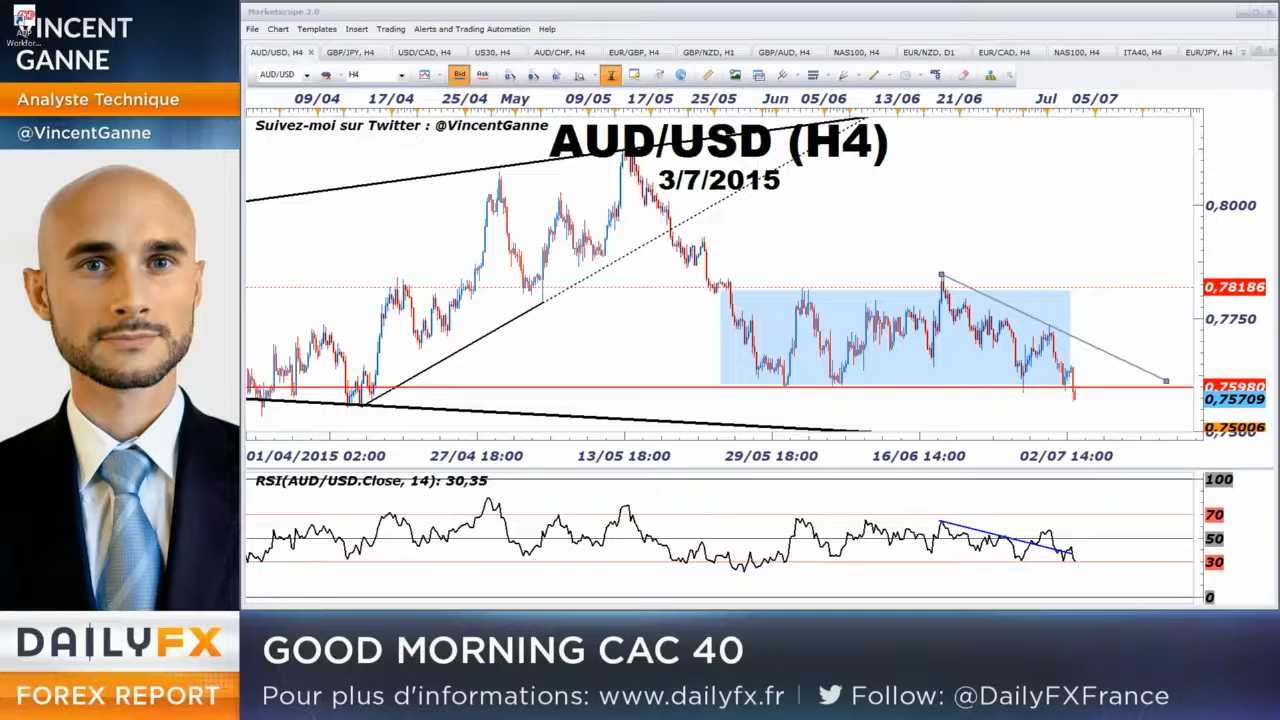 VINCENT
GANNE
Analyste Technique
@VincentGanne
Marketscope 2.0
File Chart Templates Insert Trading Alerts and Trading Automation Help
AUD/USD, H4 GBP/JPY, H4 USD/CAD, H4 US30, H4 AUD/CHF, H4 EUR/GBP, H4 GBP/NZD, H1 GBP/AUD, H4 NAS100, H4 EUR/NZD, D1 EUR/CAD, H4 NAS100, H4 ITA40, H4 EUR/JPY, H4
AUD/USD H4 Bid Ask
09/04 17/04 25/04 May 09/05 17/05 25/05 Jun 05/06 13/06 21/06 Jul 05/07
Suivez-moi sur Twitter : @VincentGanne
AUD/USD (H4)
3/7/2015
0,8000
0,78186
0,7750
0,75980
0,75709
0,75006
01/04/2015 02:00 27/04 18:00 13/05 18:00 29/05 18:00 16/06 14:00 02/07 14:00
RSI(AUD/USD.Close, 14): 30,35
100
70
50
30
0
DAILYFX
FOREX REPORT
GOOD MORNING CAC 40
Pour plus d'informations: www.dailyfx.fr | Follow: @DailyFXFrance